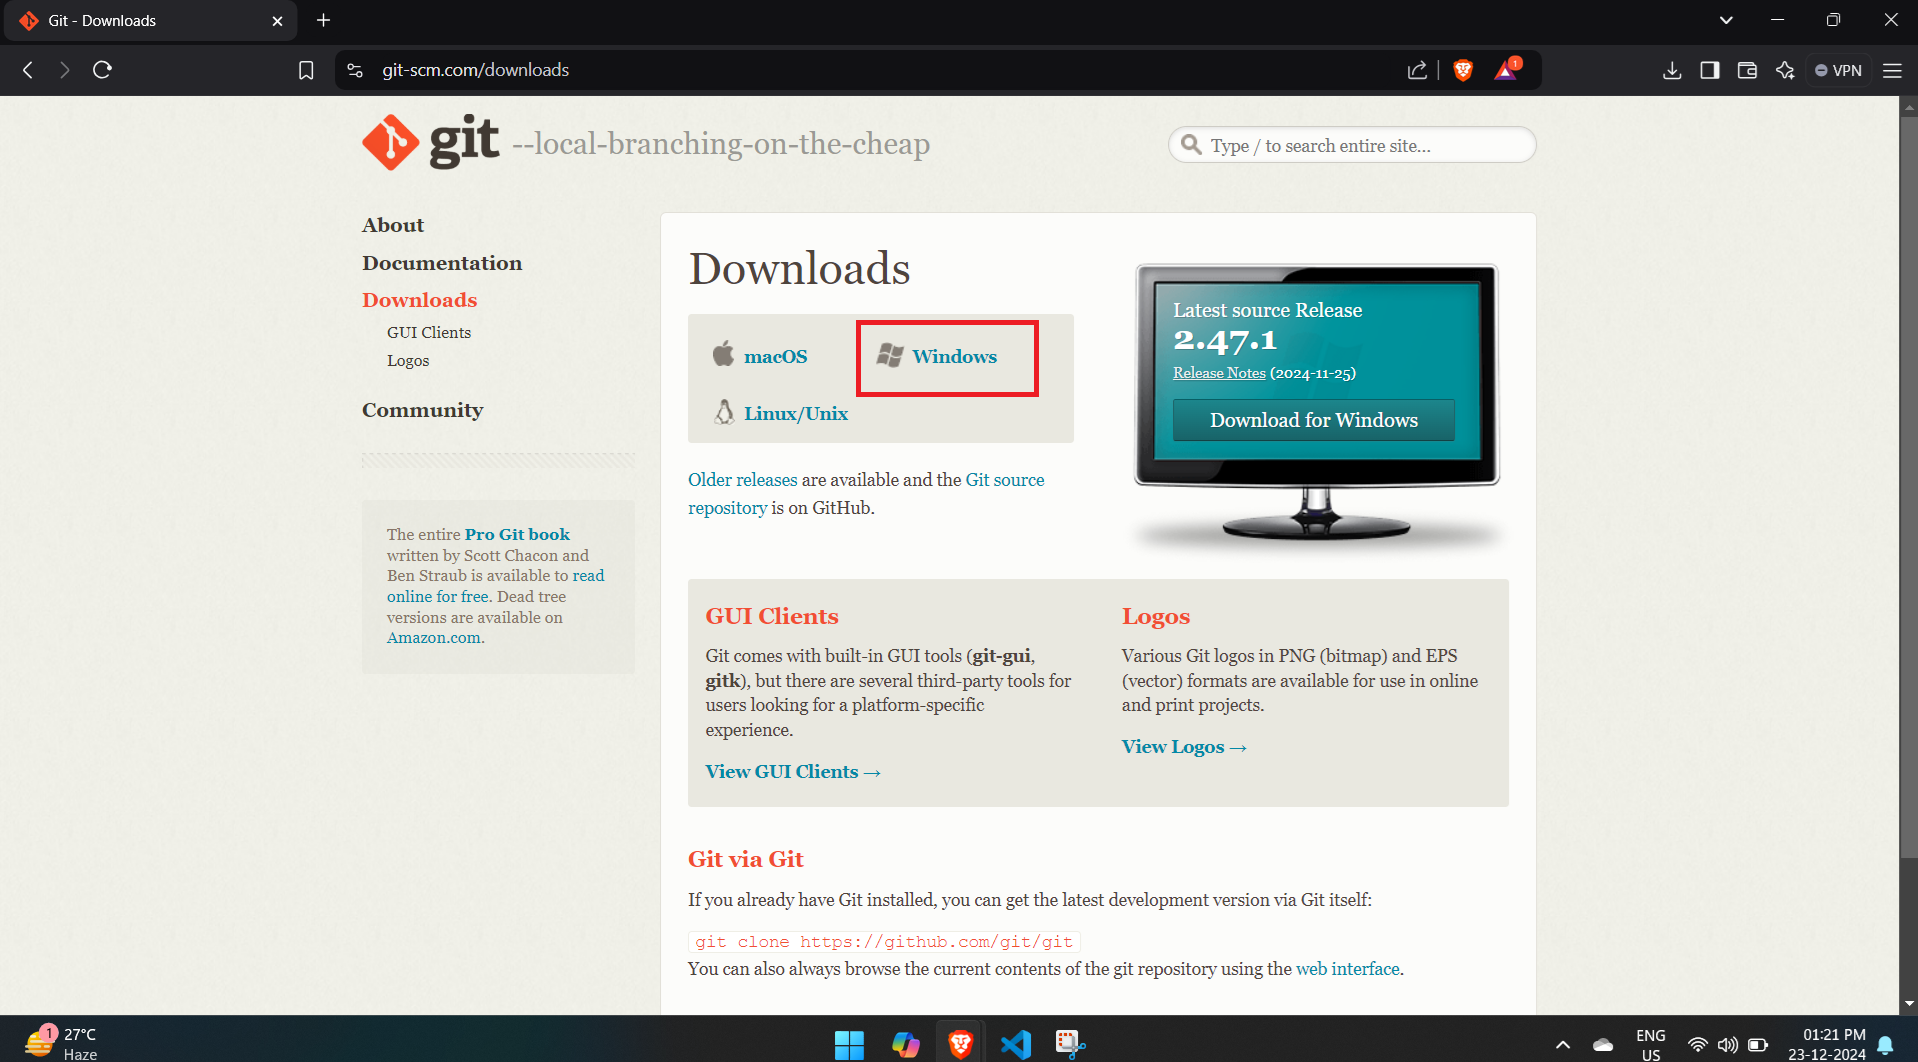 Git - Downloads
git-scm.com/downloads
1
VPN
git --local-branching-on-the-cheap
Type / to search entire site...
About
Documentation
Downloads
GUI Clients
Logos
Community
The entire Pro Git book
written by Scott Chacon and
Ben Straub is available to read
online for free. Dead tree
versions are available on
Amazon.com.
Downloads
macOS
Windows
Linux/Unix
Older releases are available and the Git source
repository is on GitHub.
Latest source Release
2.47.1
Release Notes (2024-11-25)
Download for Windows
GUI Clients
Git comes with built-in GUI tools (git-gui,
gitk), but there are several third-party tools for
users looking for a platform-specific
experience.
View GUI Clients →
Logos
Various Git logos in PNG (bitmap) and EPS
(vector) formats are available for use in online
and print projects.
View Logos →
Git via Git
If you already have Git installed, you can get the latest development version via Git itself:
git clone https://github.com/git/git
You can also always browse the current contents of the git repository using the web interface.
1
27°C
Haze
ENG
US
01:21 PM
23-12-2024